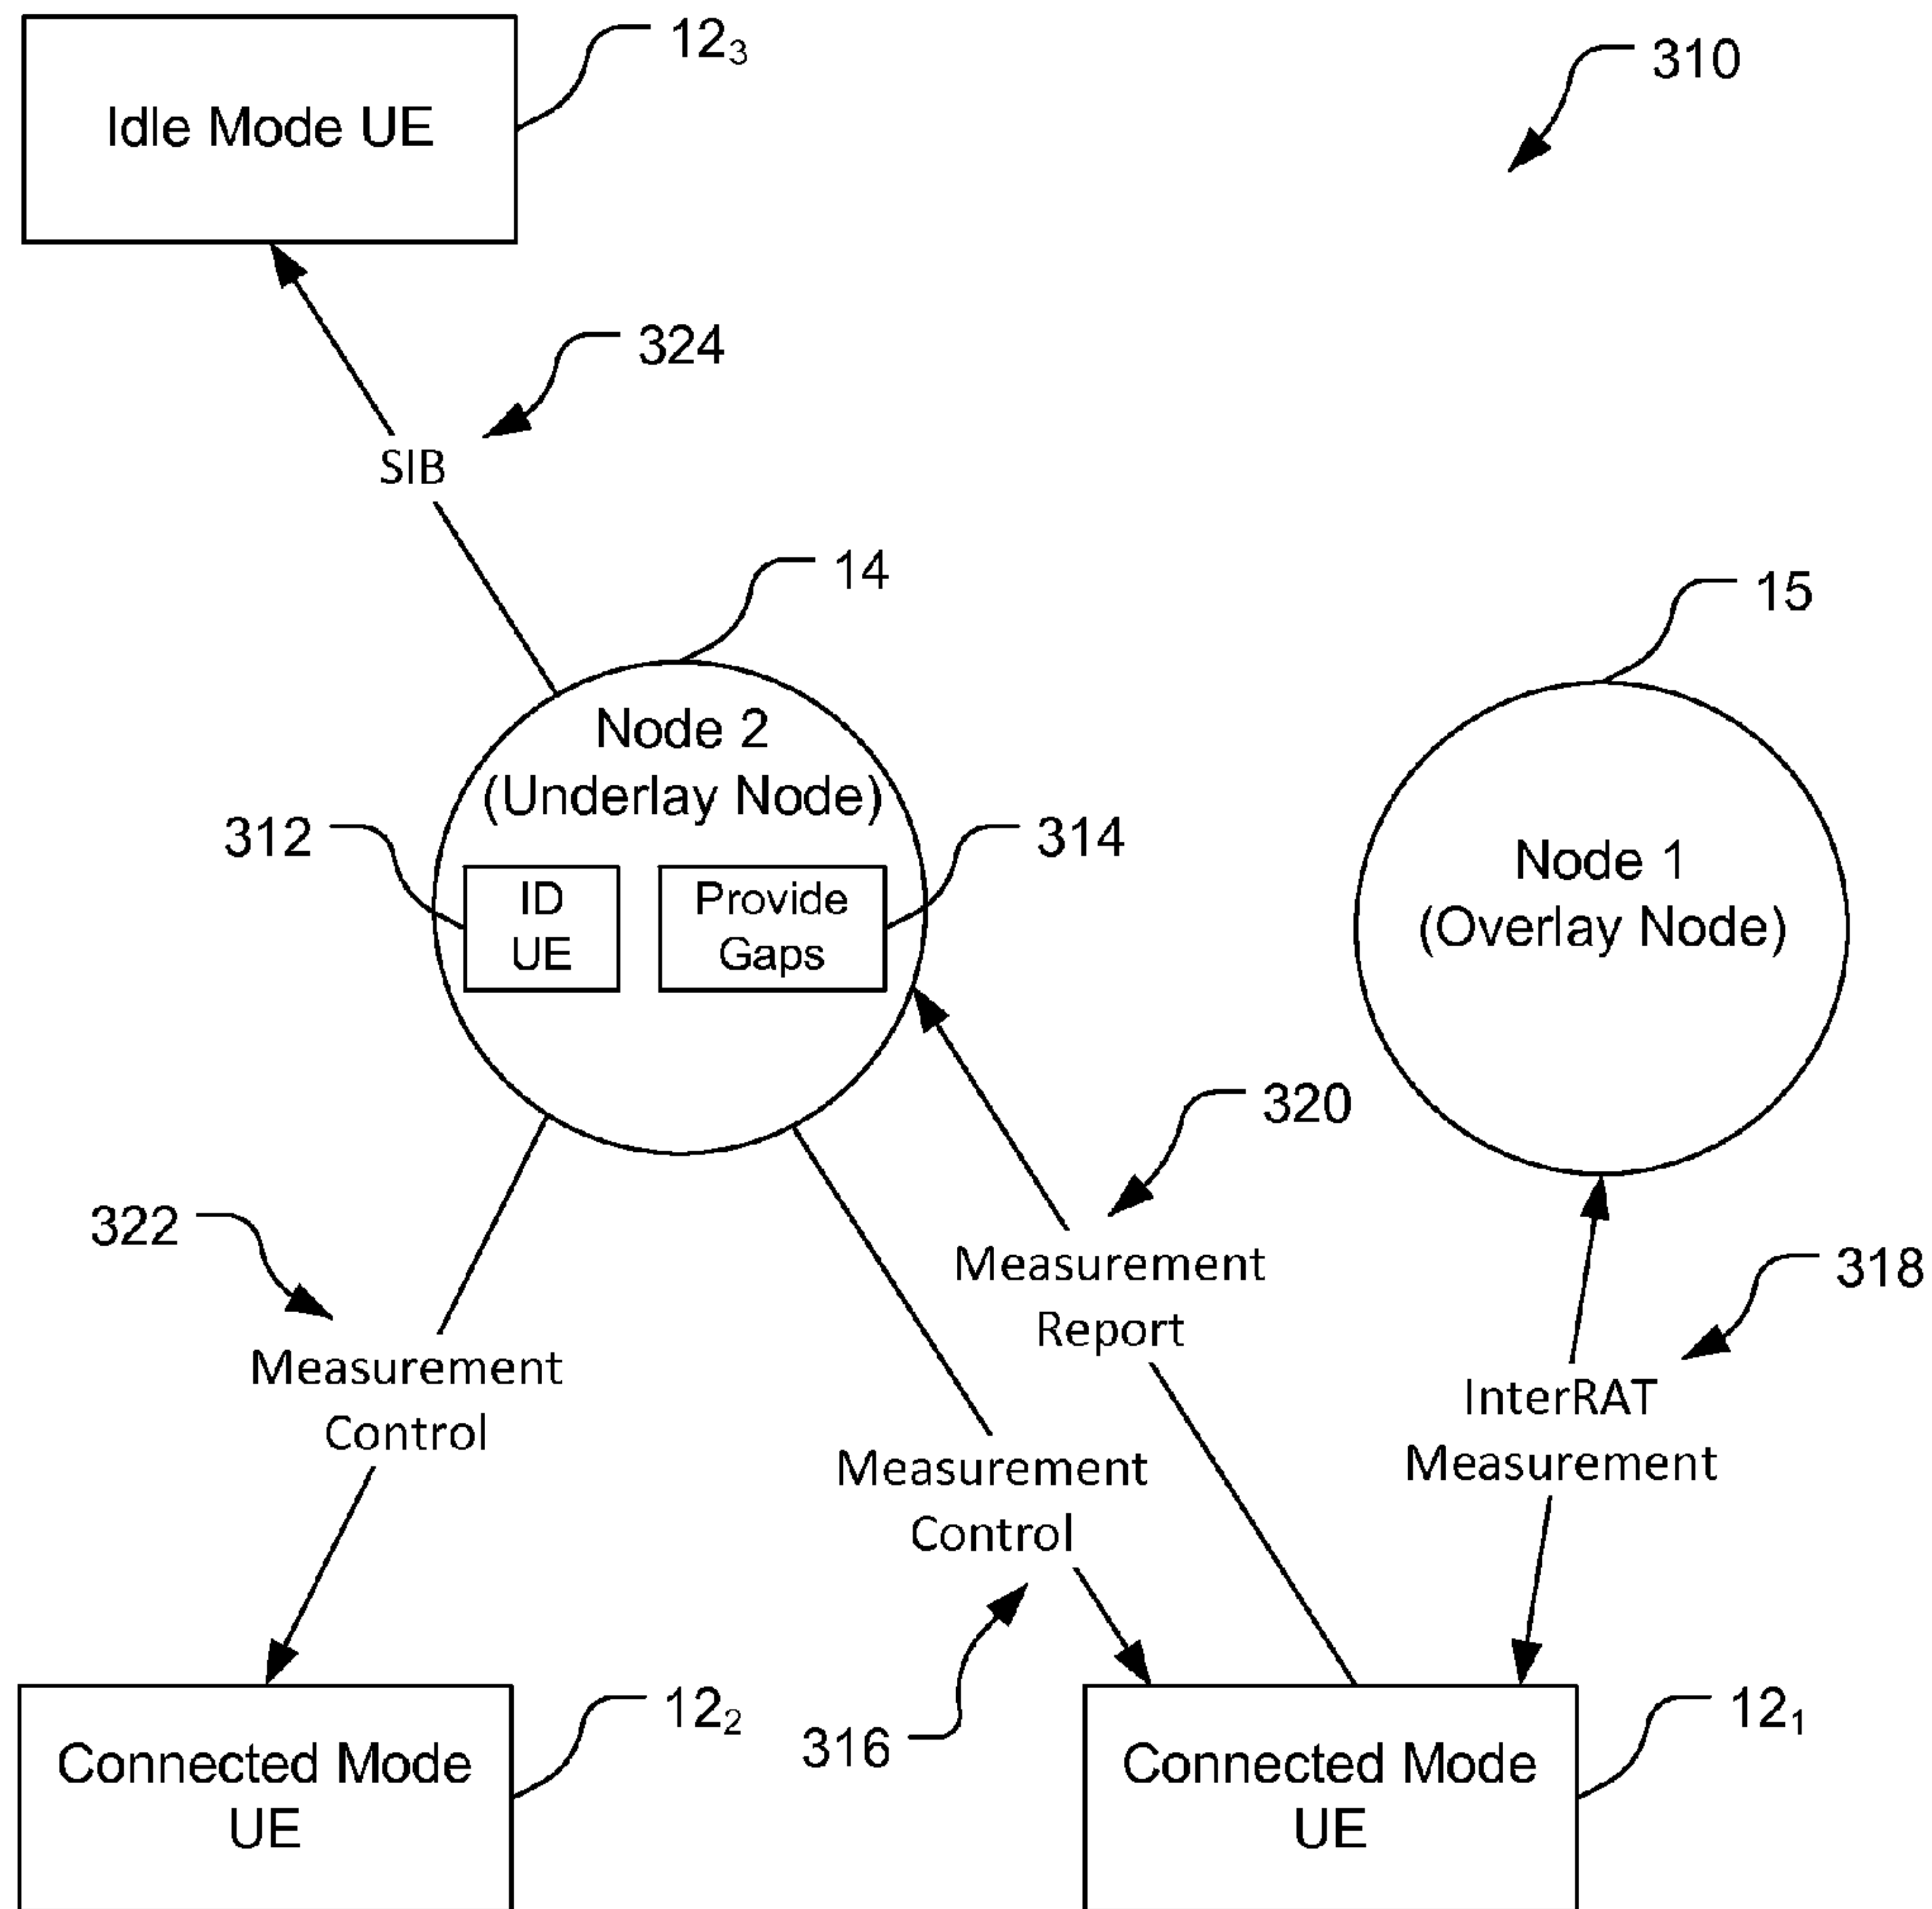 12₃
310
Idle Mode UE
324
SIB
14
15
Node 2
(Underlay Node)
312
314
ID
UE
Provide
Gaps
Node 1
(Overlay Node)
320
322
Measurement
Report
318
Measurement
Control
InterRAT
Measurement
Measurement
Control
12₂
316
12₁
Connected Mode
UE
Connected Mode
UE